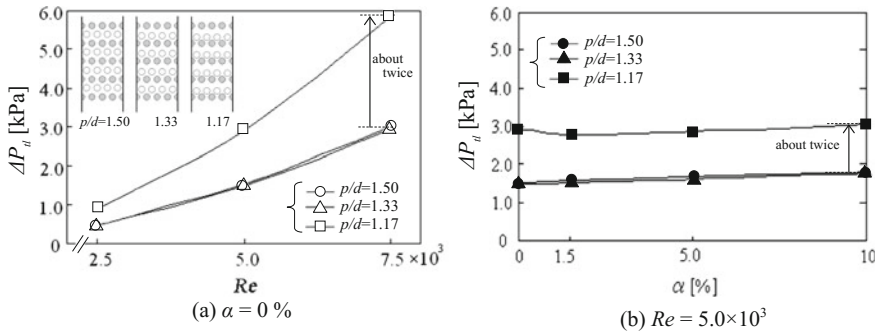 6.0
5.0
4.0
3.0
2.0
1.0
0
ΔP_tl [kPa]
p/d=1.50 1.33 1.17
about
twice
p/d=1.50
p/d=1.33
p/d=1.17
2.5 5.0 7.5 ×10³
Re
(a) α = 0 %
6.0
5.0
4.0
3.0
2.0
1.0
0
ΔP_tl [kPa]
p/d=1.50
p/d=1.33
p/d=1.17
about twice
0 1.5 5.0 10
α [%]
(b) Re = 5.0×10³